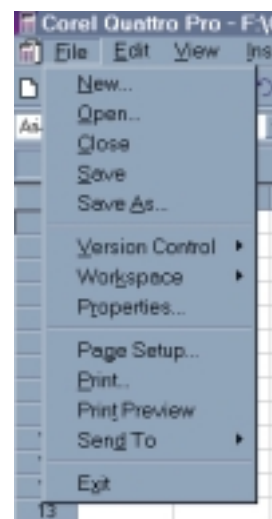 Corel Quattro Pro - F:\
File Edit View Ins
New...
Open...
Close
Save
Save As...
Version Control
Workspace
Properties...
Page Setup...
Print...
Print Preview
Send To
Exit
13